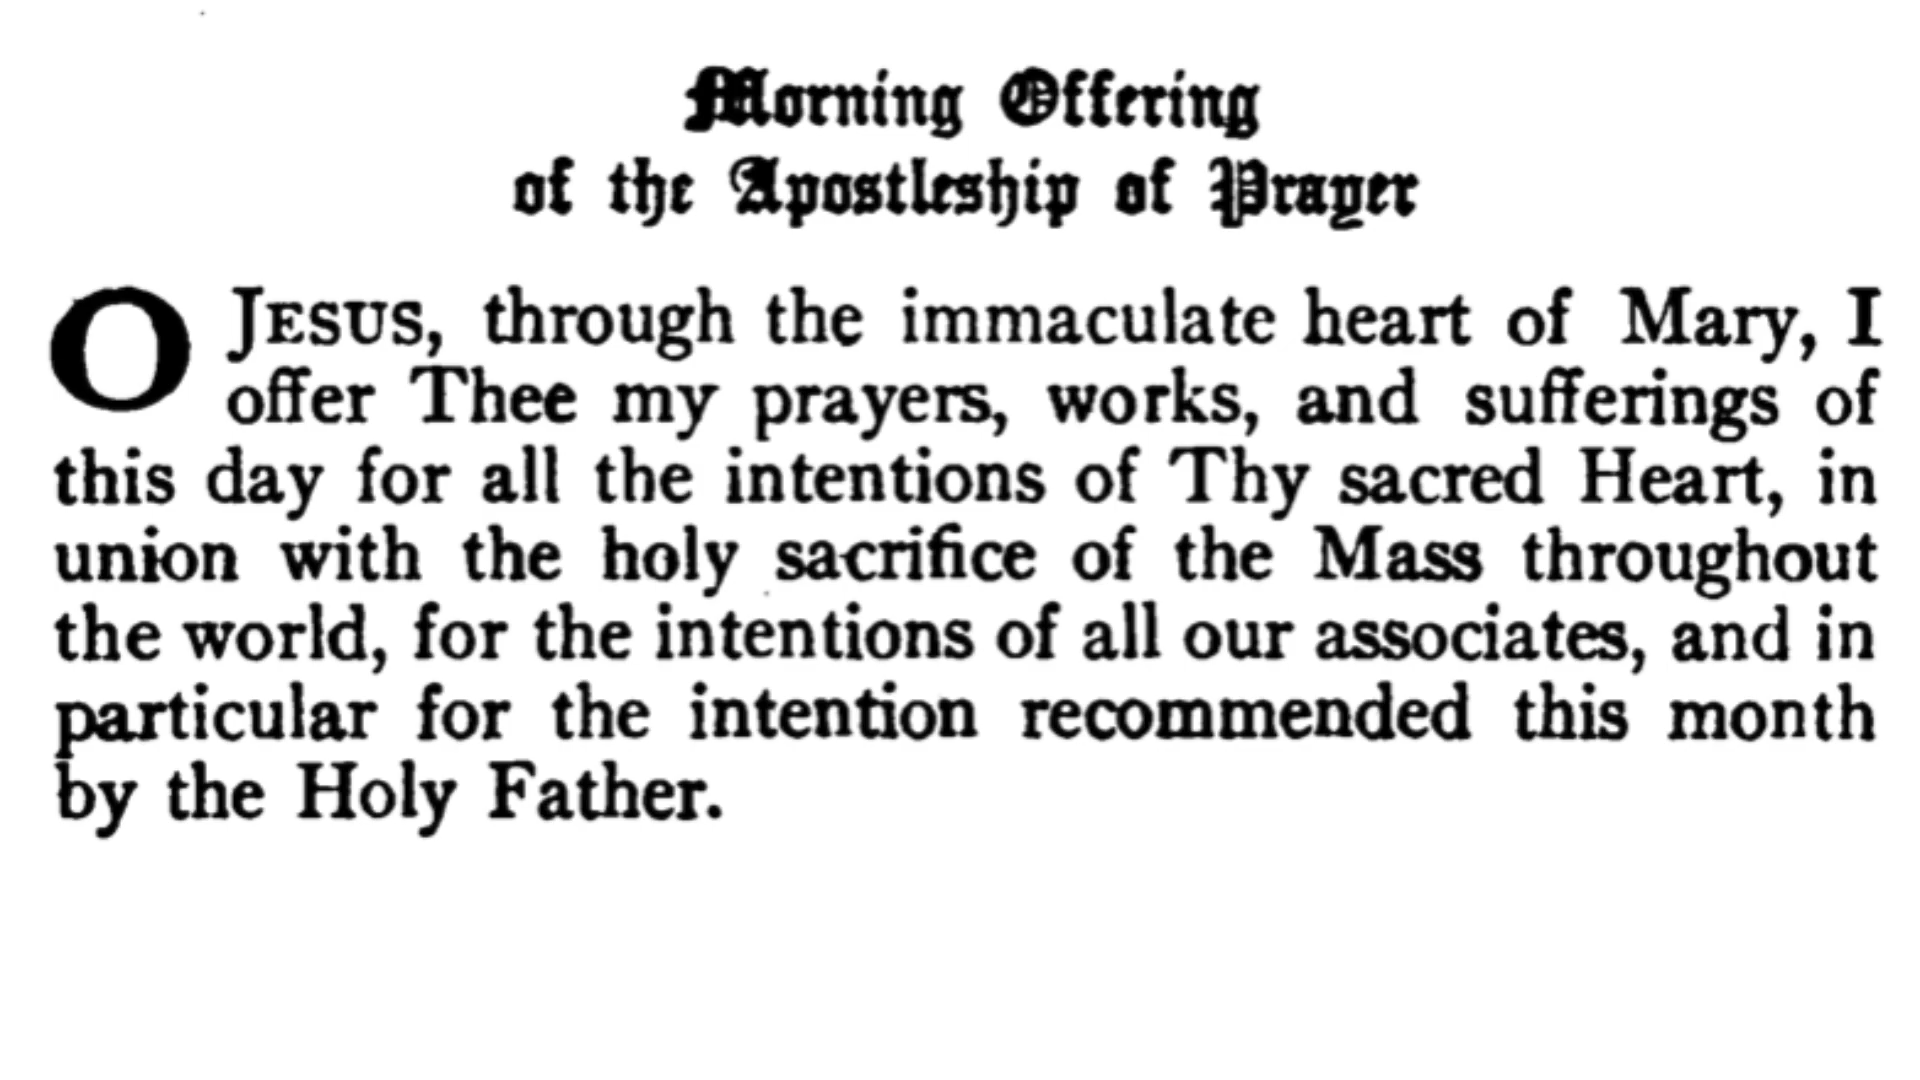 Morning Offering
of the Apostleship of Prayer
O JESUS, through the immaculate heart of Mary, I
offer Thee my prayers, works, and sufferings of
this day for all the intentions of Thy sacred Heart, in
union with the holy sacrifice of the Mass throughout
the world, for the intentions of all our associates, and in
particular for the intention recommended this month
by the Holy Father.